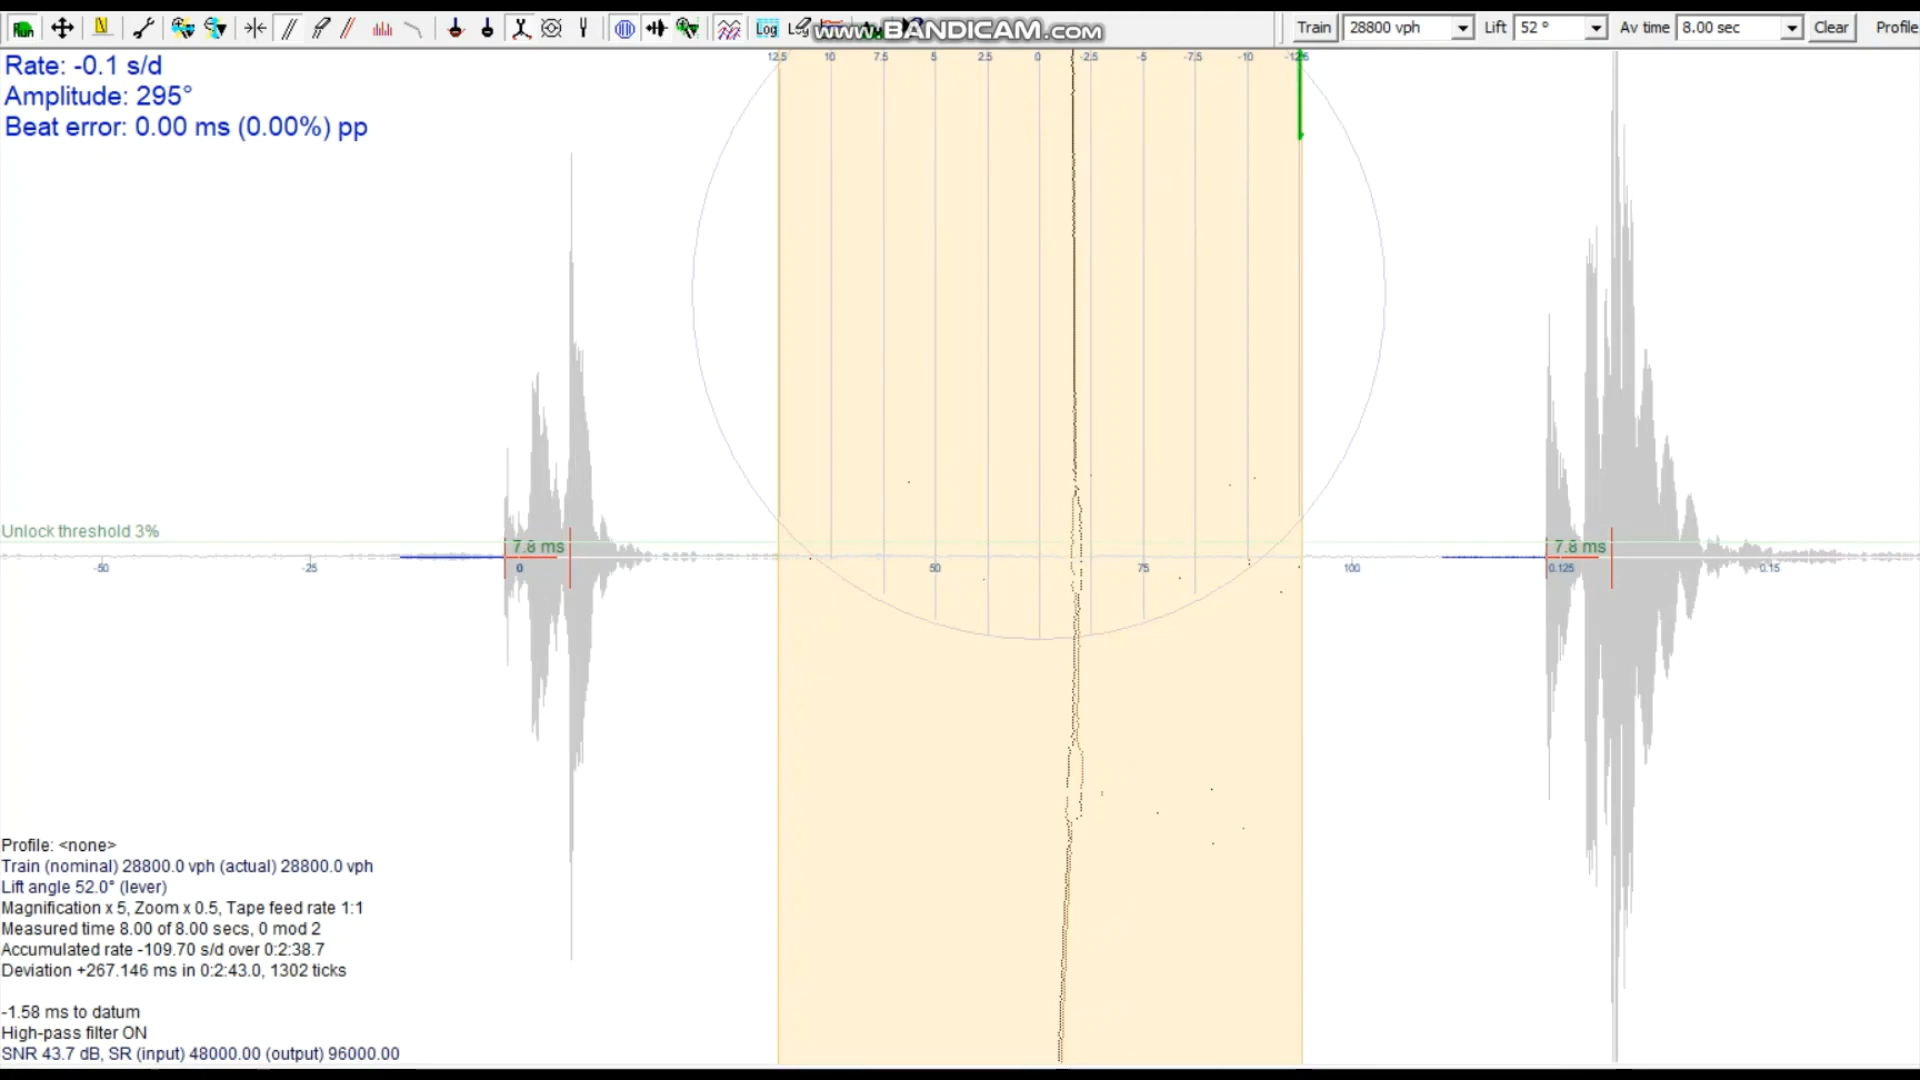 Log www.BANDICAM.com Train 28800 vph Lift 52 ° Av time 8.00 sec Clear Profile
Rate: -0.1 s/d
Amplitude: 295°
Beat error: 0.00 ms (0.00%) pp
12.5 10 7.5 5 2.5 0 -2.5 -5 -7.5 -10 -12.5
Unlock threshold 3%
7.8 ms 7.8 ms
-50 -25 0 50 75 100 0.125 0.15
Profile: <none>
Train (nominal) 28800.0 vph (actual) 28800.0 vph
Lift angle 52.0° (lever)
Magnification x 5, Zoom x 0.5, Tape feed rate 1:1
Measured time 8.00 of 8.00 secs, 0 mod 2
Accumulated rate -109.70 s/d over 0:2:38.7
Deviation +267.146 ms in 0:2:43.0, 1302 ticks
-1.58 ms to datum
High-pass filter ON
SNR 43.7 dB, SR (input) 48000.00 (output) 96000.00